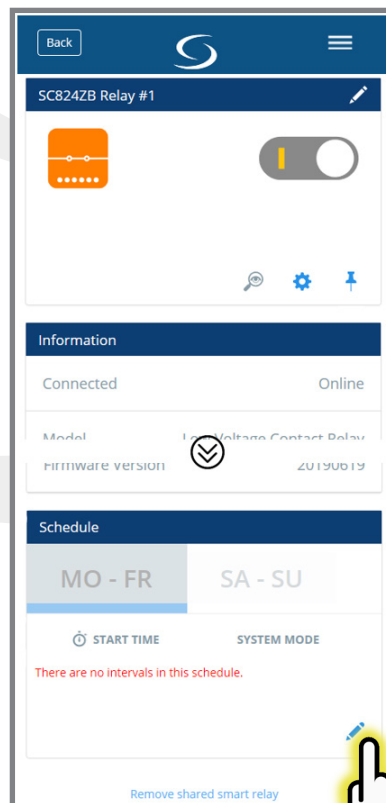 Back
SC824ZB Relay #1
Information
Connected Online
Model Low Voltage Contact Relay
Firmware Version 20190619
Schedule
MO - FR SA - SU
START TIME SYSTEM MODE
There are no intervals in this schedule.
Remove shared smart relay